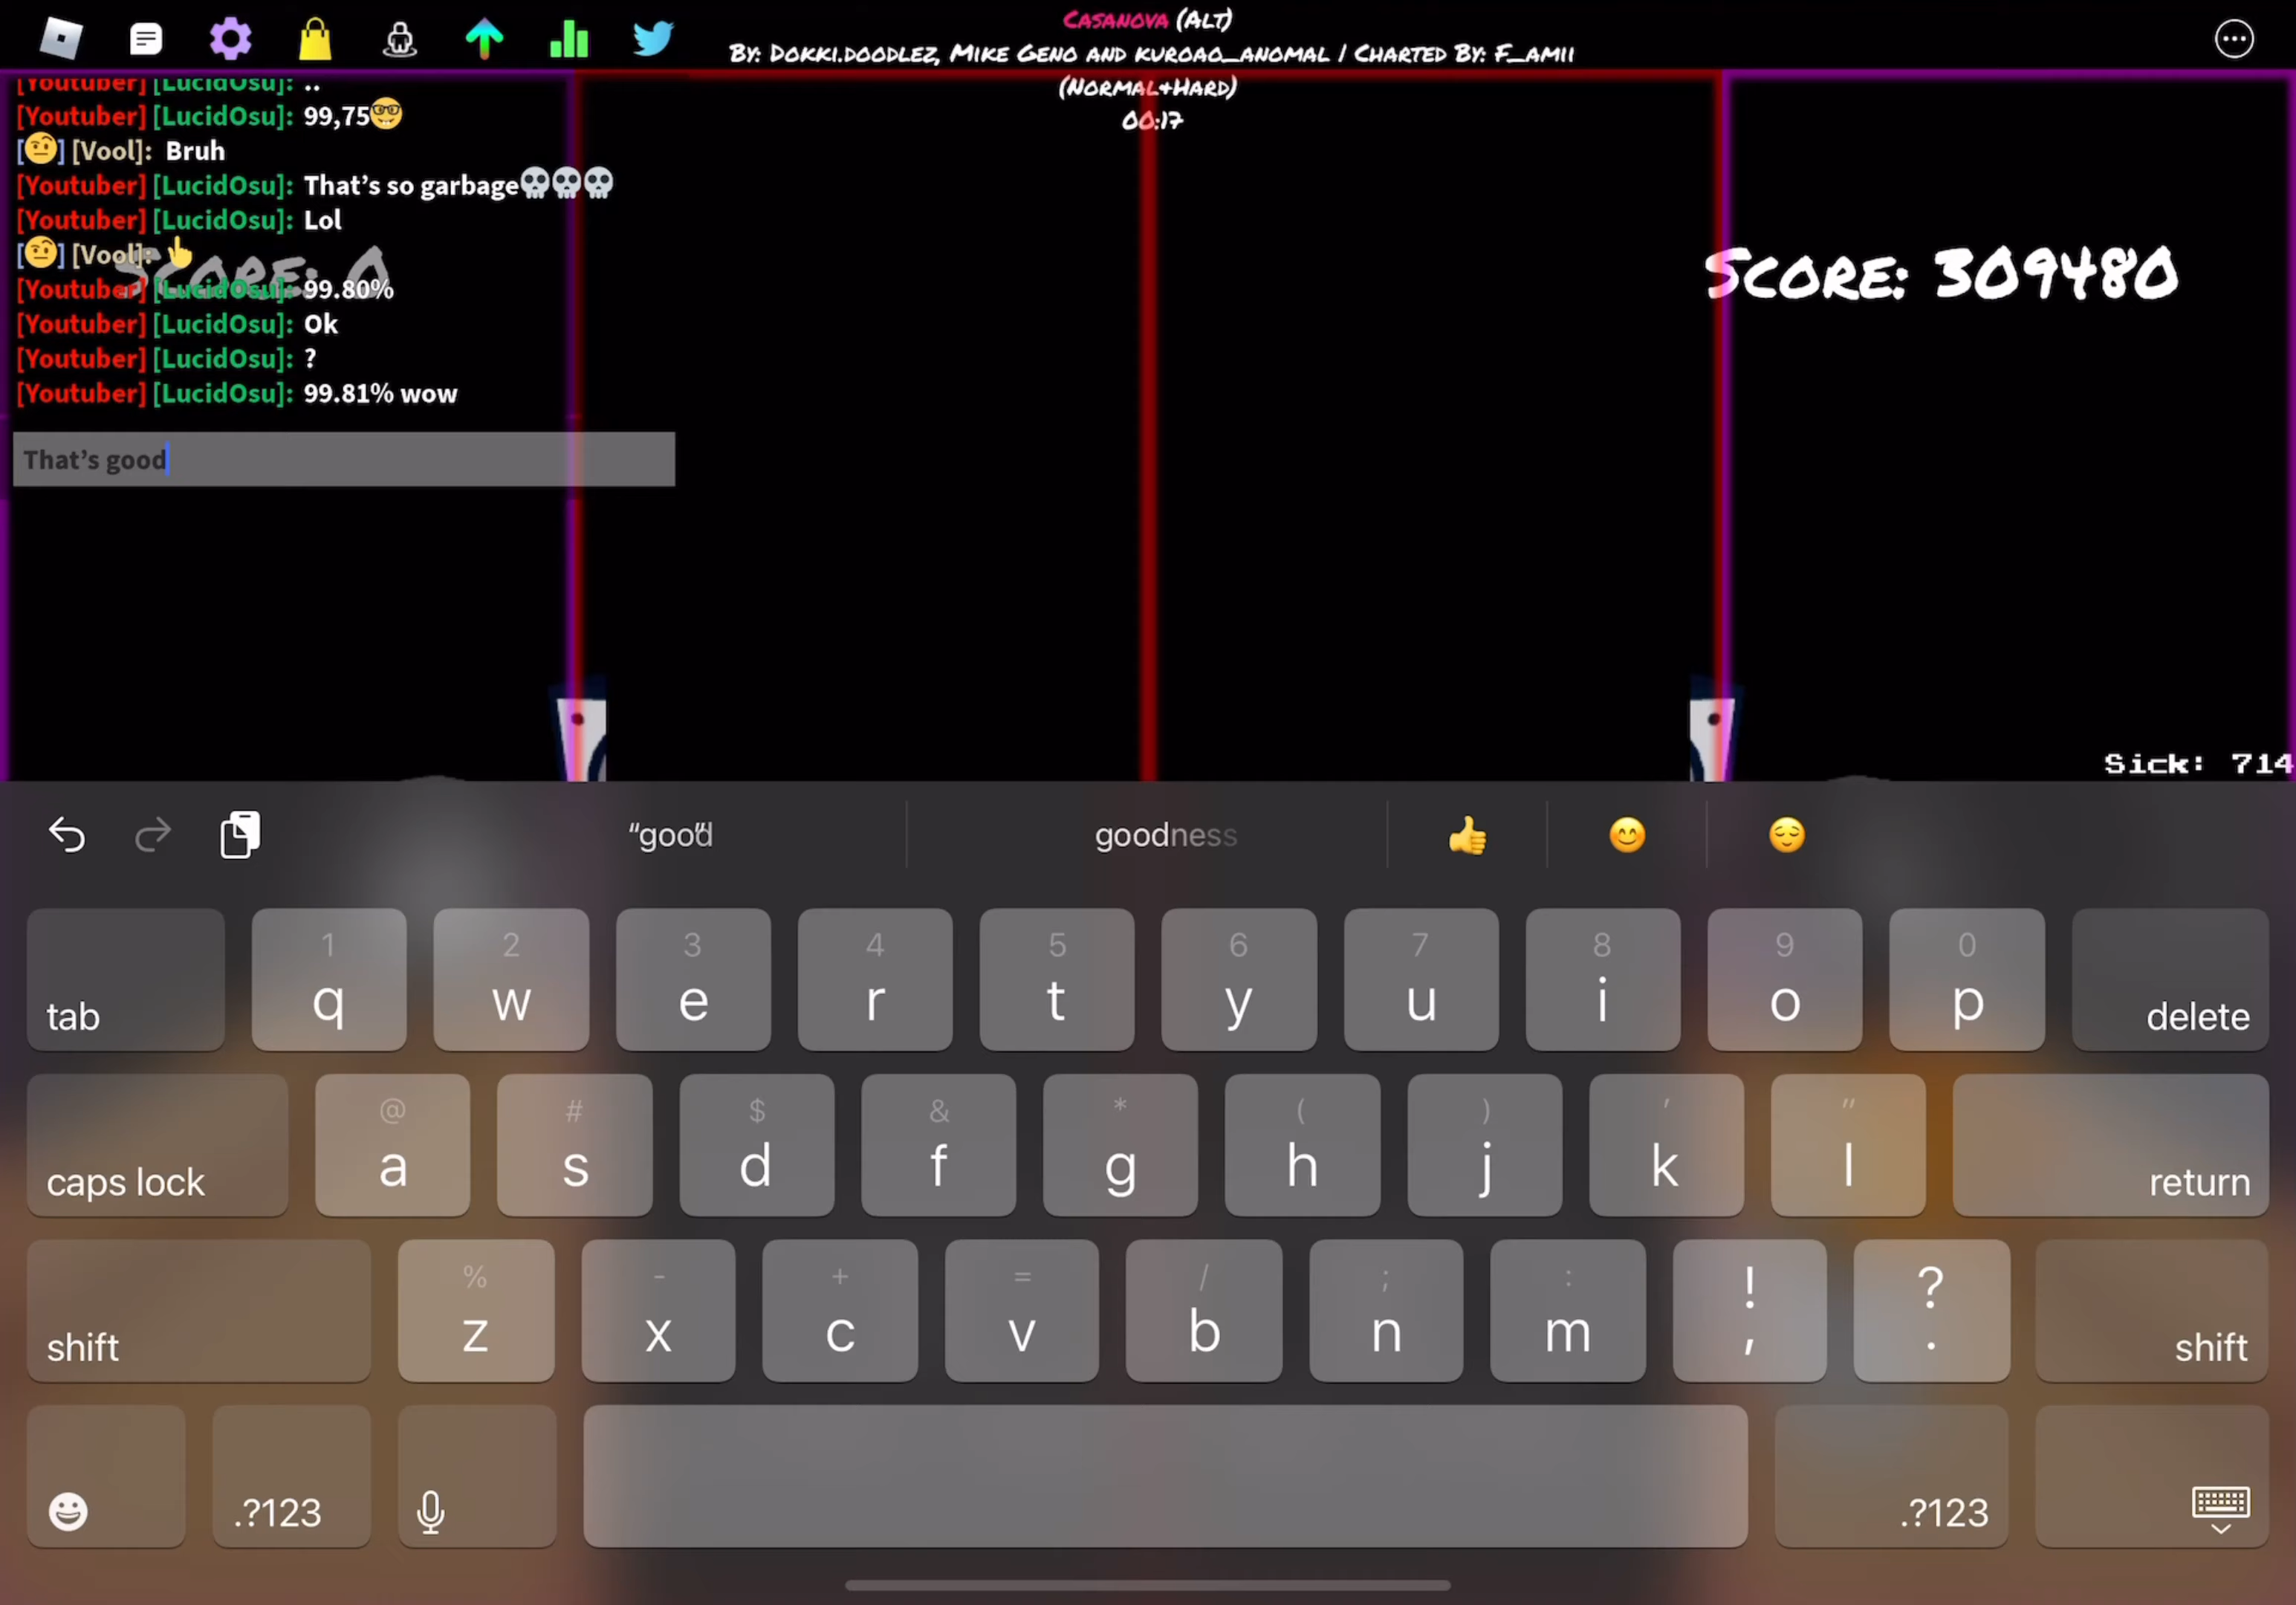 Casanova (Alt)
By: Dokki.doodlez, Mike Geno and kuroao_anomal / Charted By: F_amii
(Normal+Hard)
00:17
[Youtuber] [LucidOsu]: ..
[Youtuber] [LucidOsu]: 99,75🤓
[🤨] [Vool]: Bruh
[Youtuber] [LucidOsu]: That’s so garbage💀💀💀
[Youtuber] [LucidOsu]: Lol
[🤨] [Vool]: 👆
[Youtuber] [LucidOsu]: 99.80%
[Youtuber] [LucidOsu]: Ok
[Youtuber] [LucidOsu]: ?
[Youtuber] [LucidOsu]: 99.81% wow
Score: 0
Score: 309480
That’s good
Sick: 714
“good” goodness 👍 😊 😌
1 2 3 4 5 6 7 8 9 0
tab q w e r t y u i o p delete
@ # $ & * ( ) ' "
caps lock a s d f g h j k l return
% - + = / ; : ! ?
shift z x c v b n m , . shift
.?123 .?123